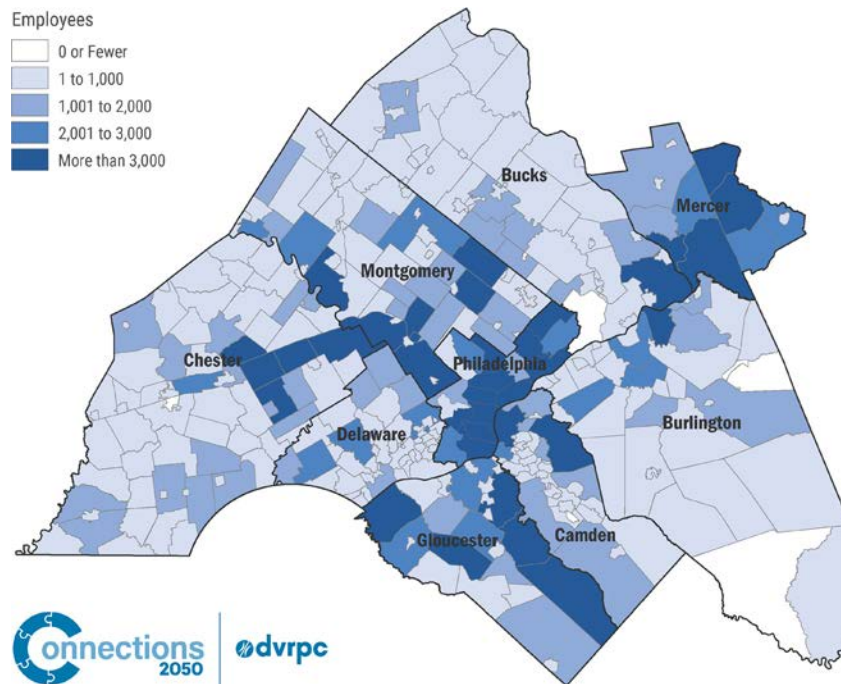 Employees
0 or Fewer
1 to 1,000
1,001 to 2,000
2,001 to 3,000
More than 3,000
Bucks
Mercer
Montgomery
Chester
Philadelphia
Delaware
Burlington
Gloucester
Camden
Connections
2050
dvrpc